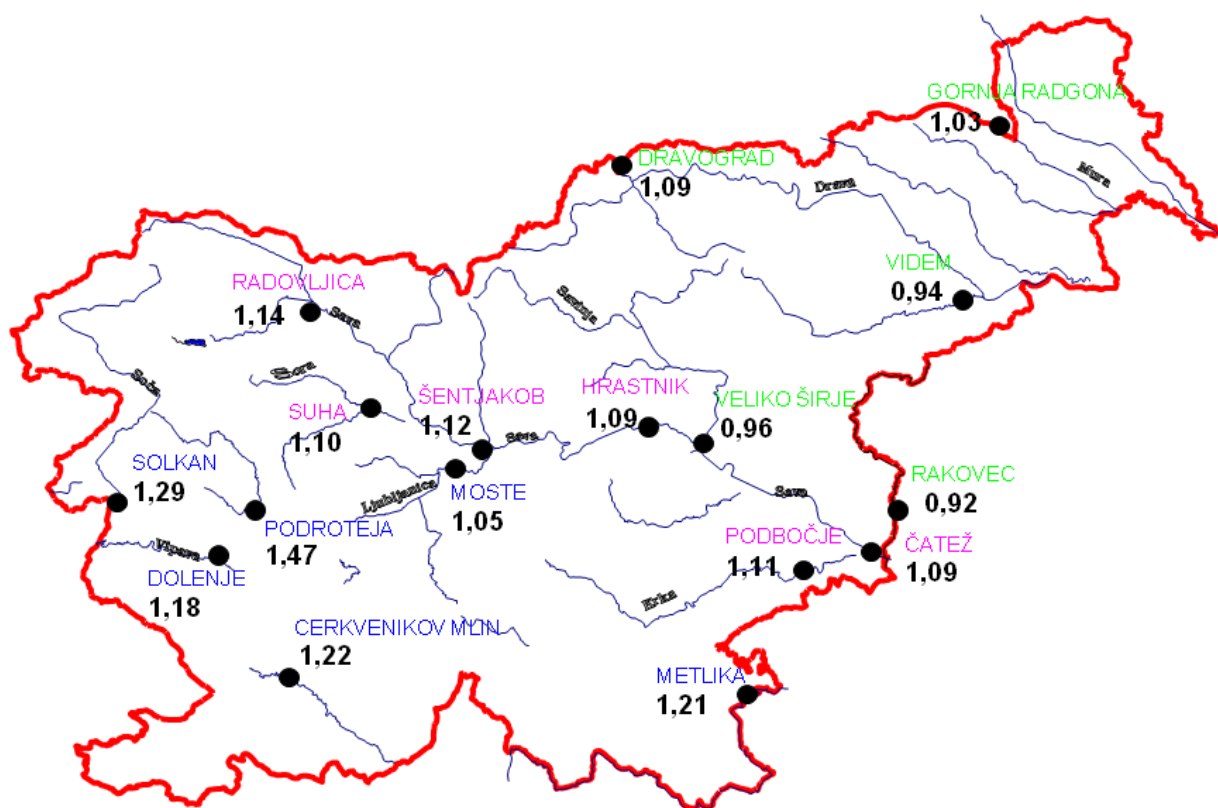 GORNJA RADGONA
1,03
DRAVOGRAD
1,09
Mura
Drava
VIDEM
0,94
RADOVLJICA
1,14
Sava
Savinja
Soča
Sora
SUHA
1,10
ŠENTJAKOB
1,12
HRASTNIK
1,09
VELIKO ŠIRJE
0,96
Sava
SOLKAN
1,29
Ljubljanica
MOSTE
1,05
Sava
RAKOVEC
0,92
PODROTEJA
1,47
PODBOČJE
1,11
ČATEŽ
1,09
Vipava
DOLENJE
1,18
Krka
CERKVENIKOV MLIN
1,22
METLIKA
1,21